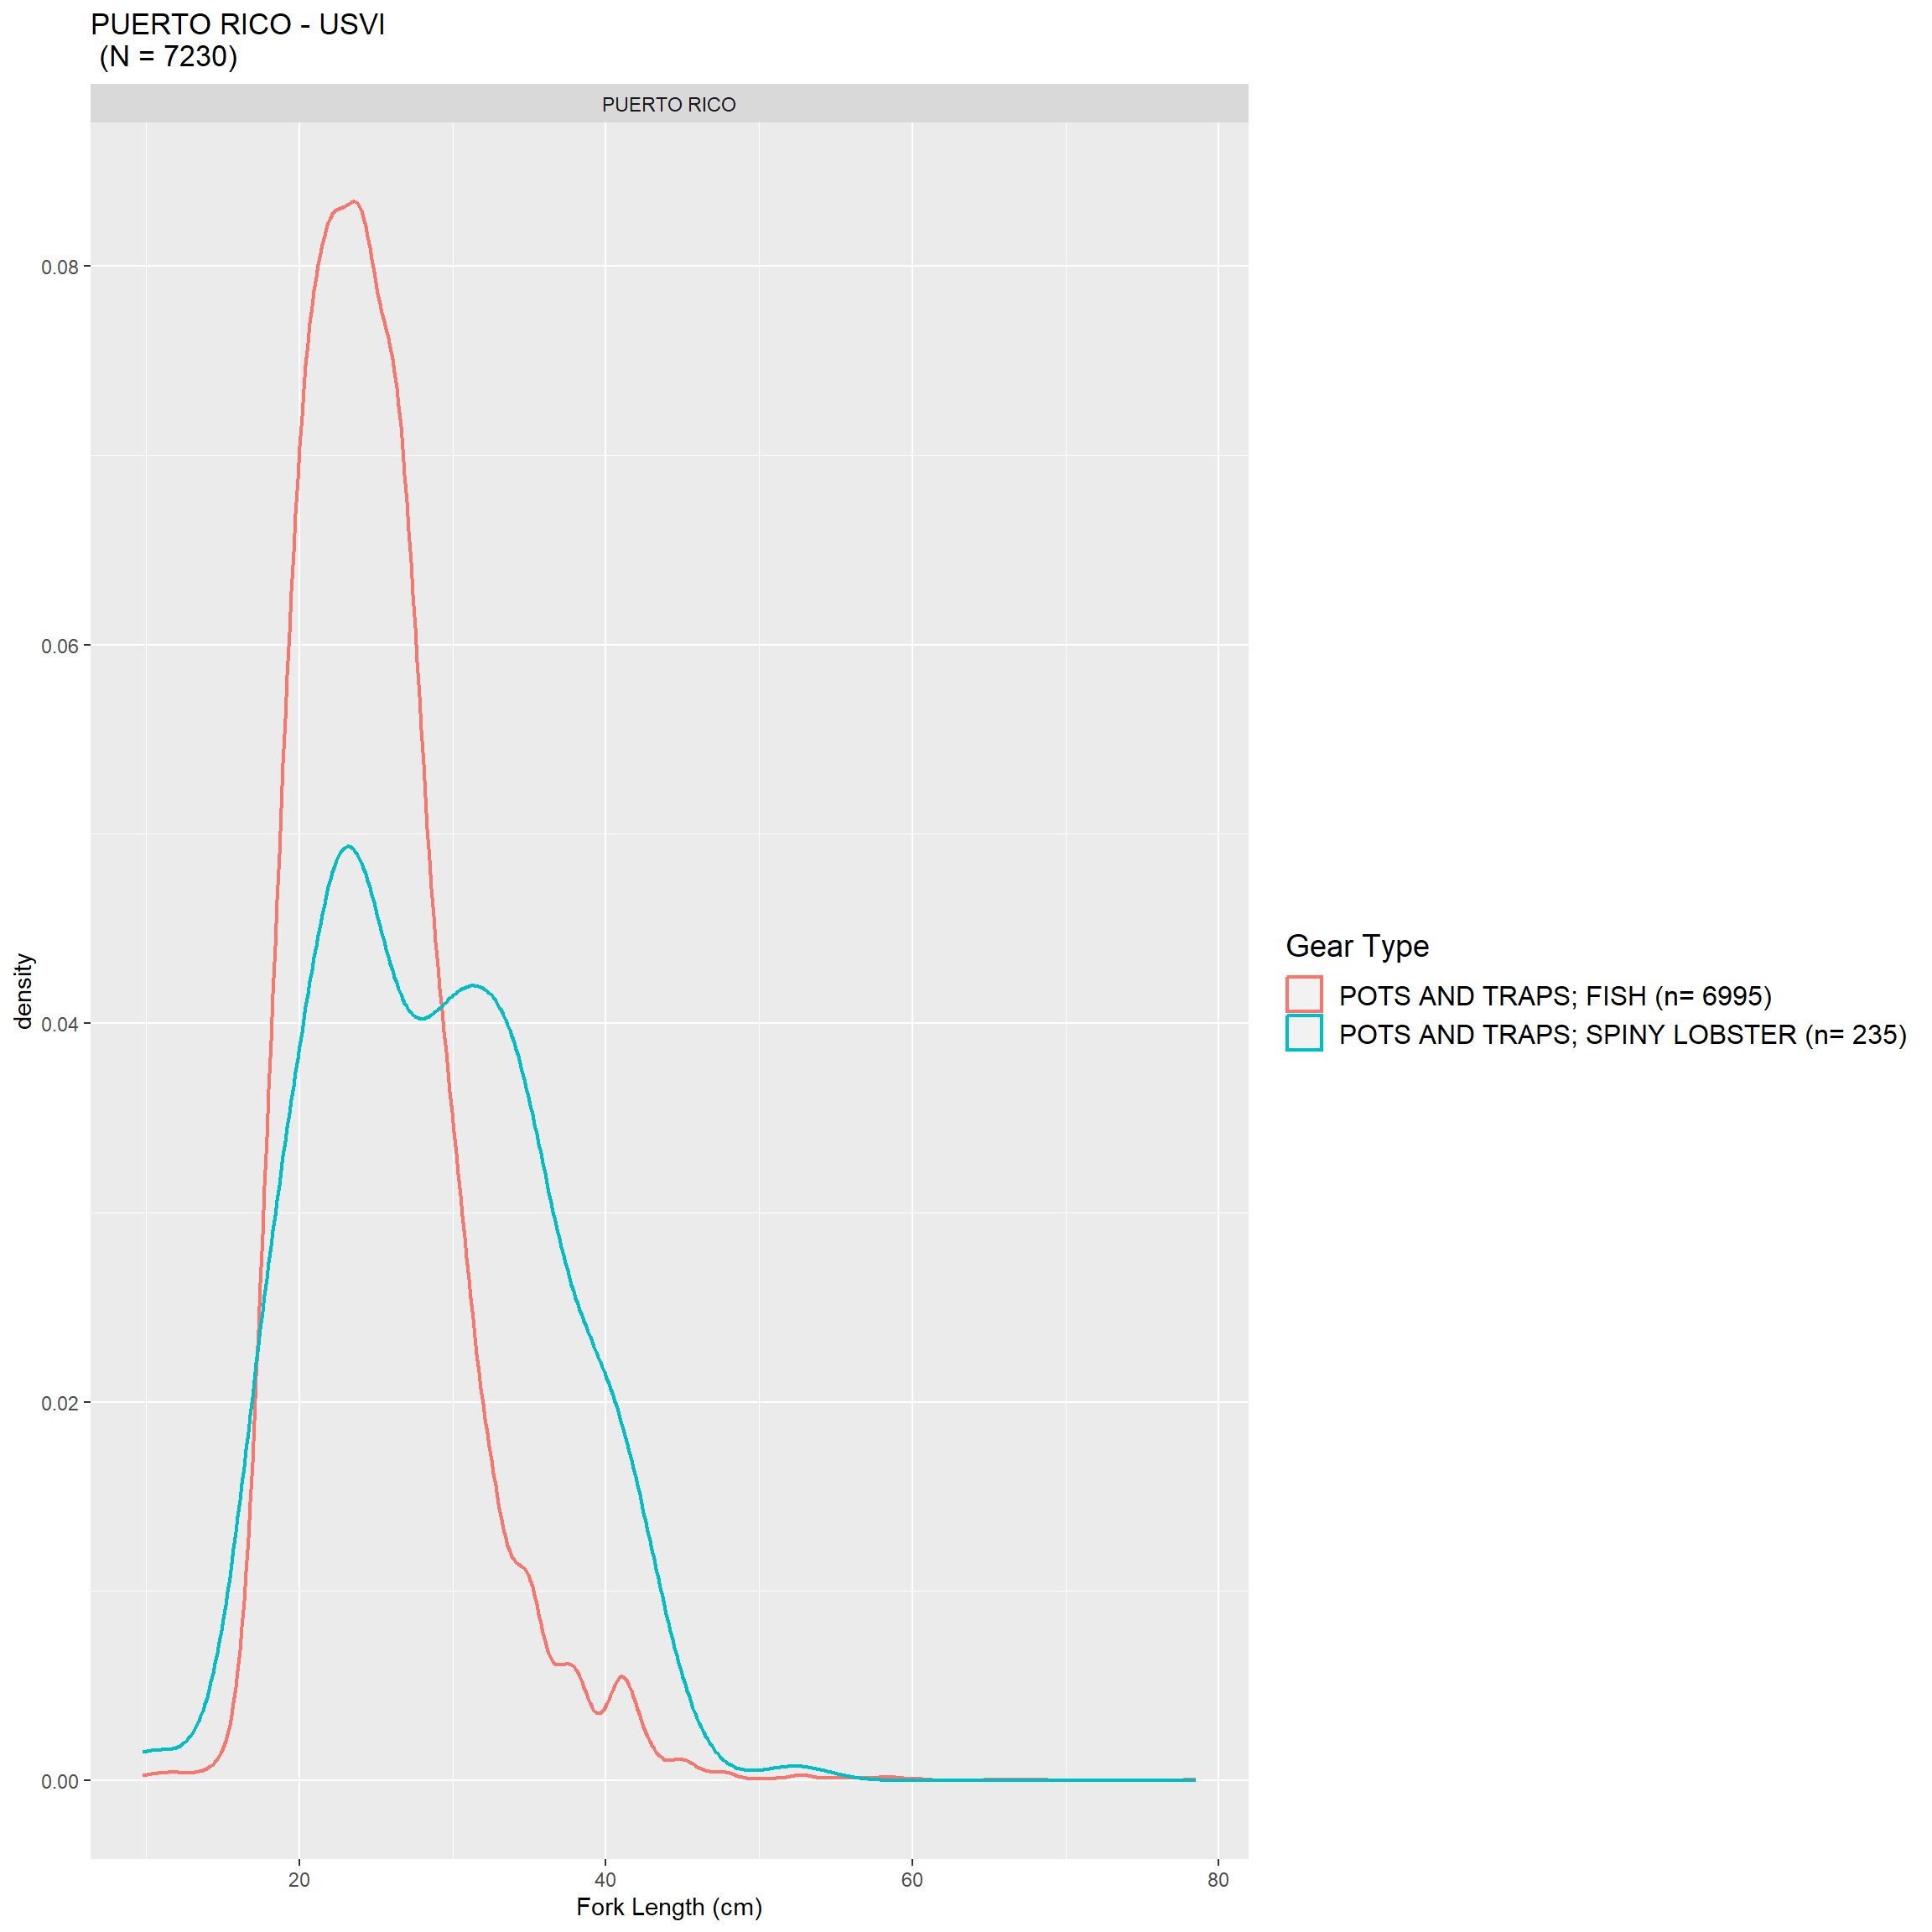 PUERTO RICO - USVI
(N = 7230)
PUERTO RICO
0.08
0.06
0.04
0.02
0.00
density
20 40 60 80
Fork Length (cm)
Gear Type
POTS AND TRAPS; FISH (n= 6995)
POTS AND TRAPS; SPINY LOBSTER (n= 235)